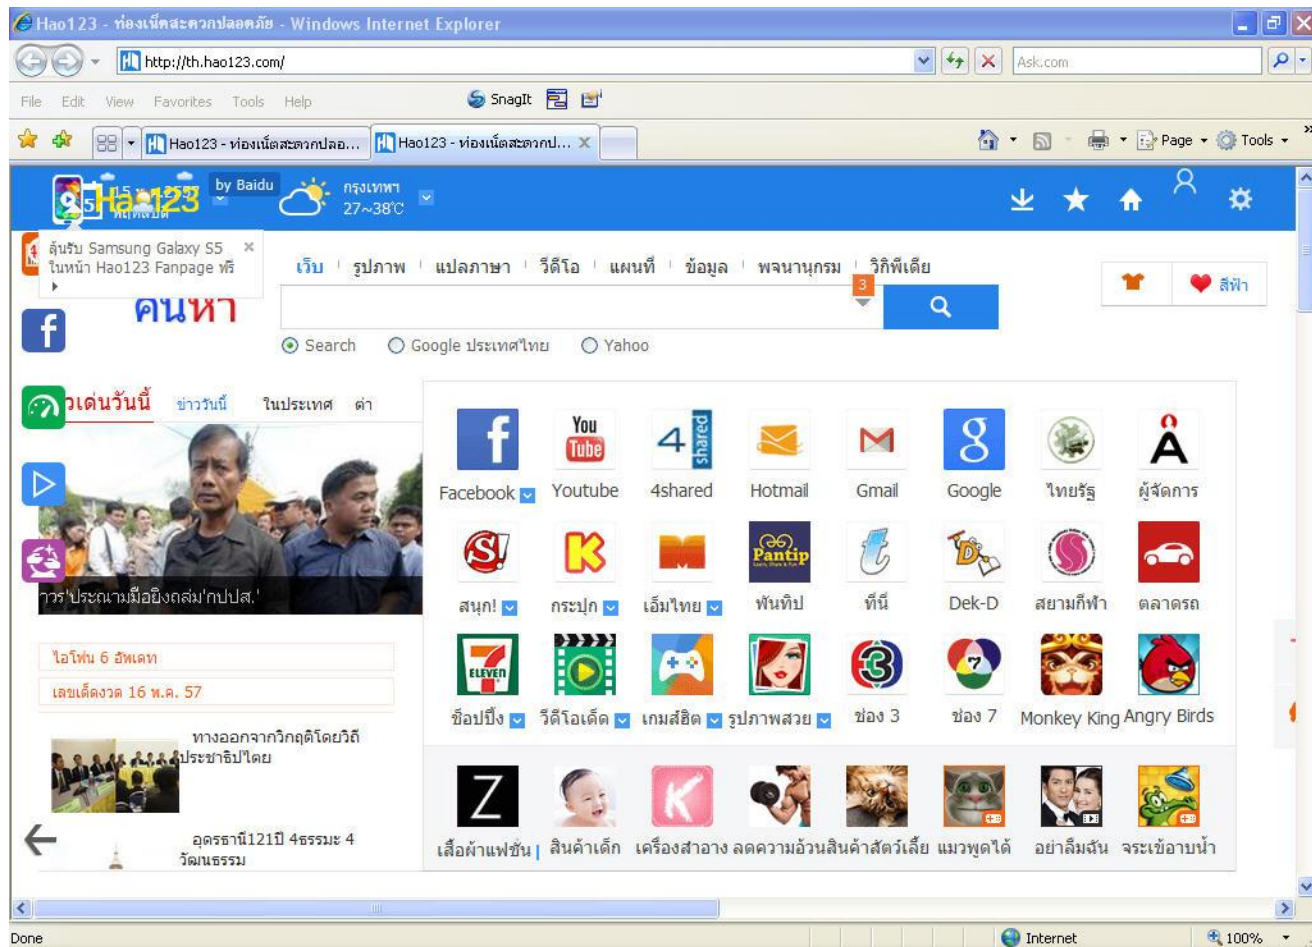 Hao123 - ท่องเน็ตสะดวกปลอดภัย - Windows Internet Explorer
http://th.hao123.com/
Ask.com
File Edit View Favorites Tools Help
SnagIt
Hao123 - ท่องเน็ตสะดวกปลอ...
Hao123 - ท่องเน็ตสะดวกป...
Page
Tools
Hao123
by Baidu
กรุงเทพฯ
27~38℃
ลุ้นรับ Samsung Galaxy S5
ในหน้า Hao123 Fanpage ฟรี
เว็บ รูปภาพ แปลภาษา วีดีโอ แผนที่ ข้อมูล พจนานุกรม วิกิพีเดีย
3
ค้นหา
สีฟ้า
Search Google ประเทศไทย Yahoo
วเด่นวันนี้ ข่าววันนี้ ในประเทศ ต่า
าวร'ประณามมือยิงถล่ม'กปปส.'
You Tube
4 shared
Facebook Youtube 4shared Hotmail Gmail Google ไทยรัฐ ผู้จัดการ
Pantip
สนุก! กระปุก เอ็มไทย พันทิป ที่นี่ Dek-D สยามกีฬา ตลาดรถ
ELEVEN
ช็อปปิ้ง วีดีโอเด็ด เกมส์ฮิต รูปภาพสวย ช่อง 3 ช่อง 7 Monkey King Angry Birds
เสื้อผ้าแฟชั่น สินค้าเด็ก เครื่องสำอาง ลดความอ้วน สินค้าสัตว์เลี้ย แมวพูดได้ อย่าลืมฉัน จระเข้อาบน้ำ
ไอโฟน 6 อัพเดท
เลขเด็ดงวด 16 พ.ค. 57
ทางออกจากวิกฤติโดยวิถี
ประชาธิปไตย
อุดรธานี121ปี 4ธรรมะ 4
วัฒนธรรม
Done
Internet
100%